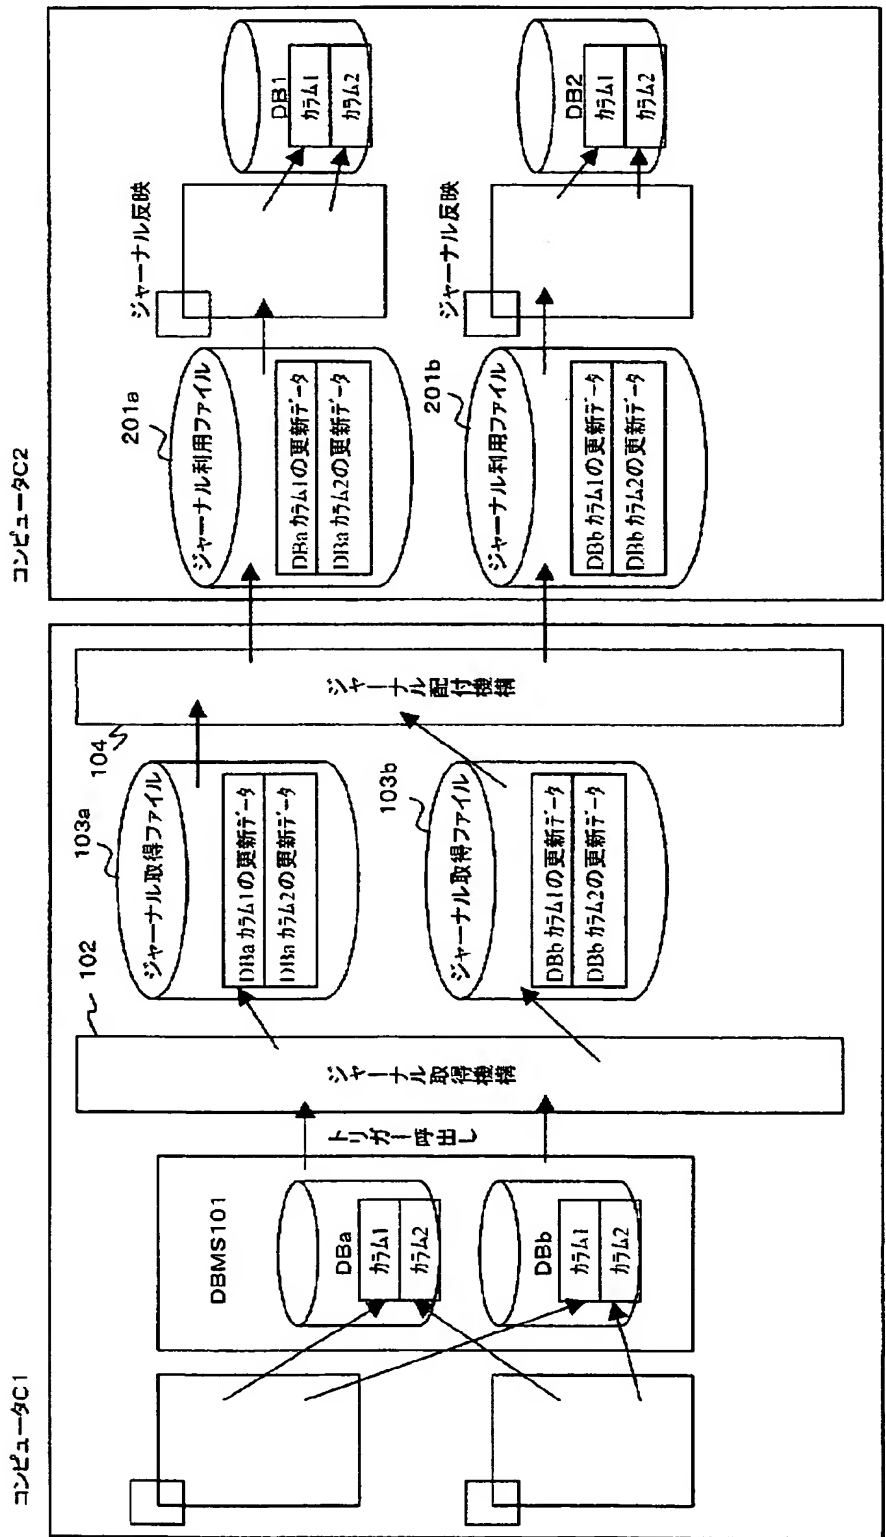 コンピュータC1
DBMS101
DBa
カラム1
カラム2
DBb
カラム1
カラム2
トリガー呼出し
102
ジャーナル取得機構
103a
ジャーナル取得ファイル
DBa カラム1の更新データ
DBa カラム2の更新データ
103b
ジャーナル取得ファイル
DBb カラム1の更新データ
DBb カラム2の更新データ
104
ジャーナル配付機構
コンピュータC2
201a
ジャーナル利用ファイル
DBa カラム1の更新データ
DBa カラム2の更新データ
201b
ジャーナル利用ファイル
DBb カラム1の更新データ
DBb カラム2の更新データ
ジャーナル反映
DB1
カラム1
カラム2
ジャーナル反映
DB2
カラム1
カラム2